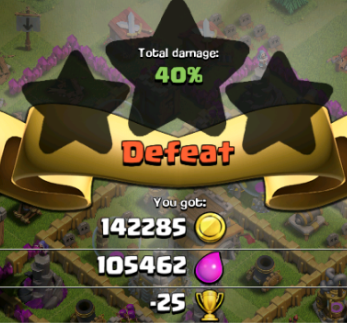 Total damage:
40%
Defeat
You got:
142285
105462
-25